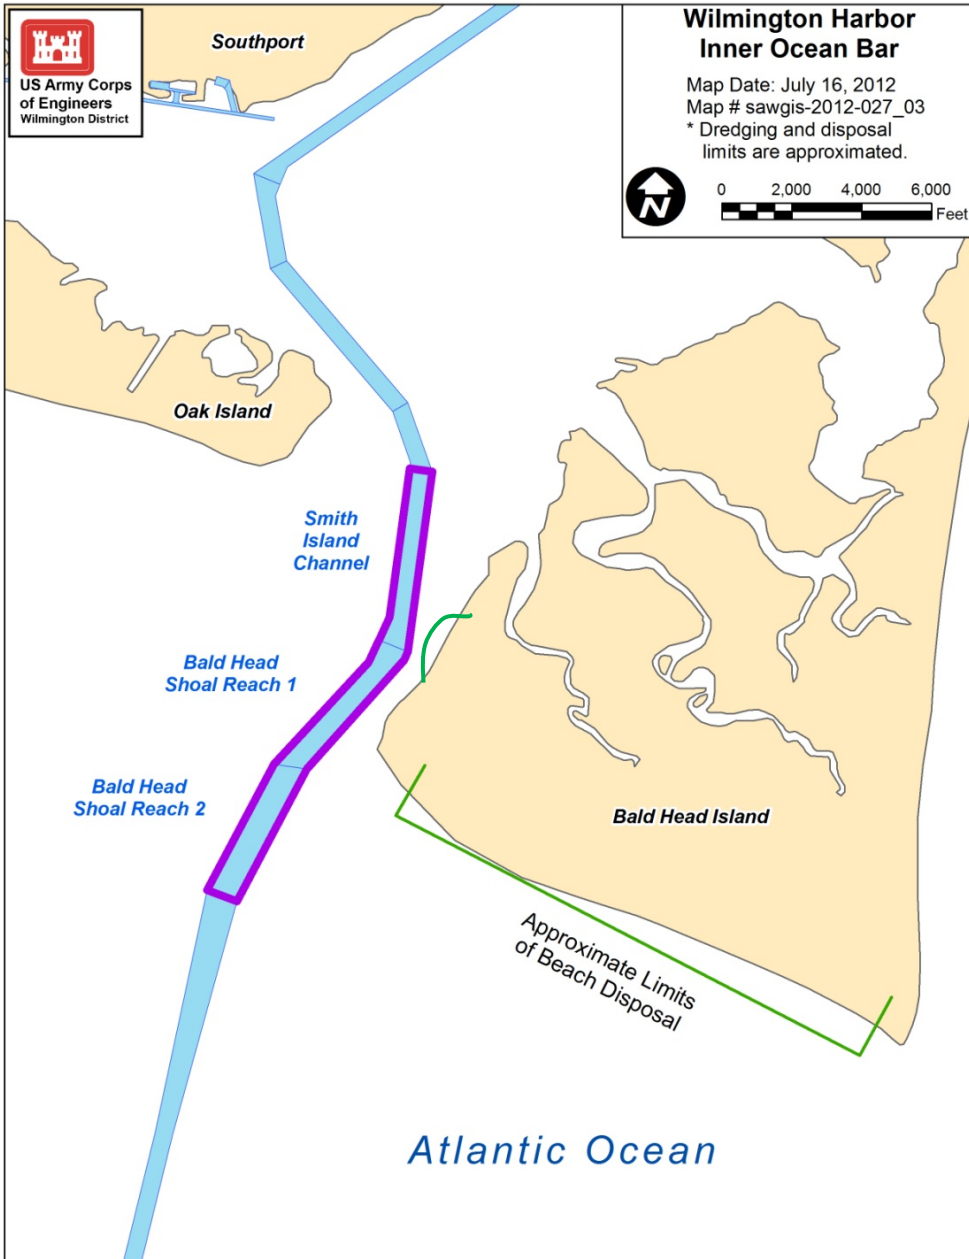 US Army Corps
of Engineers
Wilmington District
Southport
Wilmington Harbor
Inner Ocean Bar
Map Date: July 16, 2012
Map # sawgis-2012-027_03
* Dredging and disposal
limits are approximated.
N
0 2,000 4,000 6,000
Feet
Oak Island
Smith
Island
Channel
Bald Head
Shoal Reach 1
Bald Head
Shoal Reach 2
Bald Head Island
Approximate Limits
of Beach Disposal
Atlantic Ocean